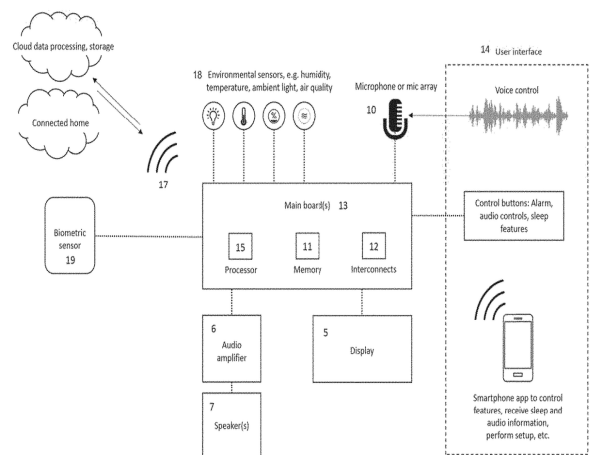 Cloud data processing, storage
Connected home
17
18 Environmental sensors, e.g. humidity,
temperature, ambient light, air quality
Microphone or mic array
10
14 User interface
Voice control
Main board(s) 13
15
Processor
11
Memory
12
Interconnects
Biometric
sensor
19
Control buttons: Alarm,
audio controls, sleep
features
6
Audio
amplifier
5
Display
7
Speaker(s)
Smartphone app to control
features, receive sleep and
audio information,
perform setup, etc.